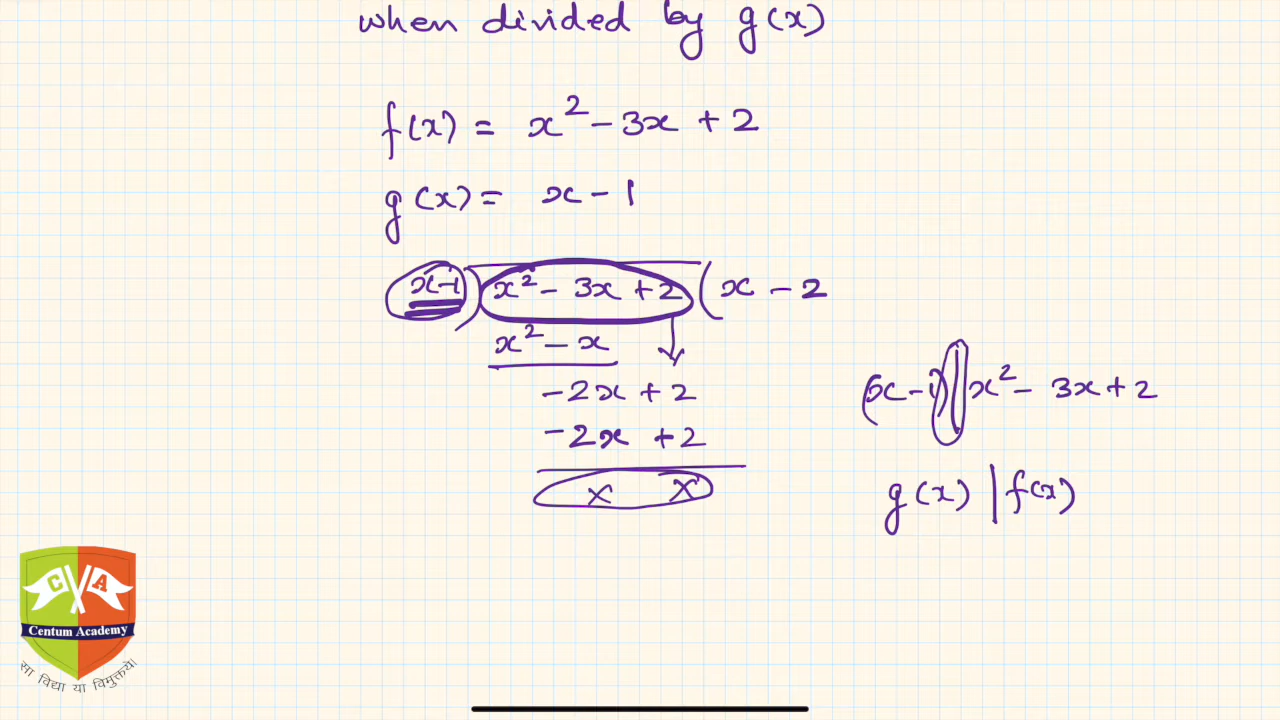 when divided by g(x)
f(x) = x² - 3x + 2
g(x) = x - 1
x-1) x² - 3x + 2 (x - 2
x² - x
-2x + 2
-2x + 2
x x
(x - 1) | x² - 3x + 2
g(x) | f(x)
C A
Centum Academy
सा विद्या या विमुक्तये।